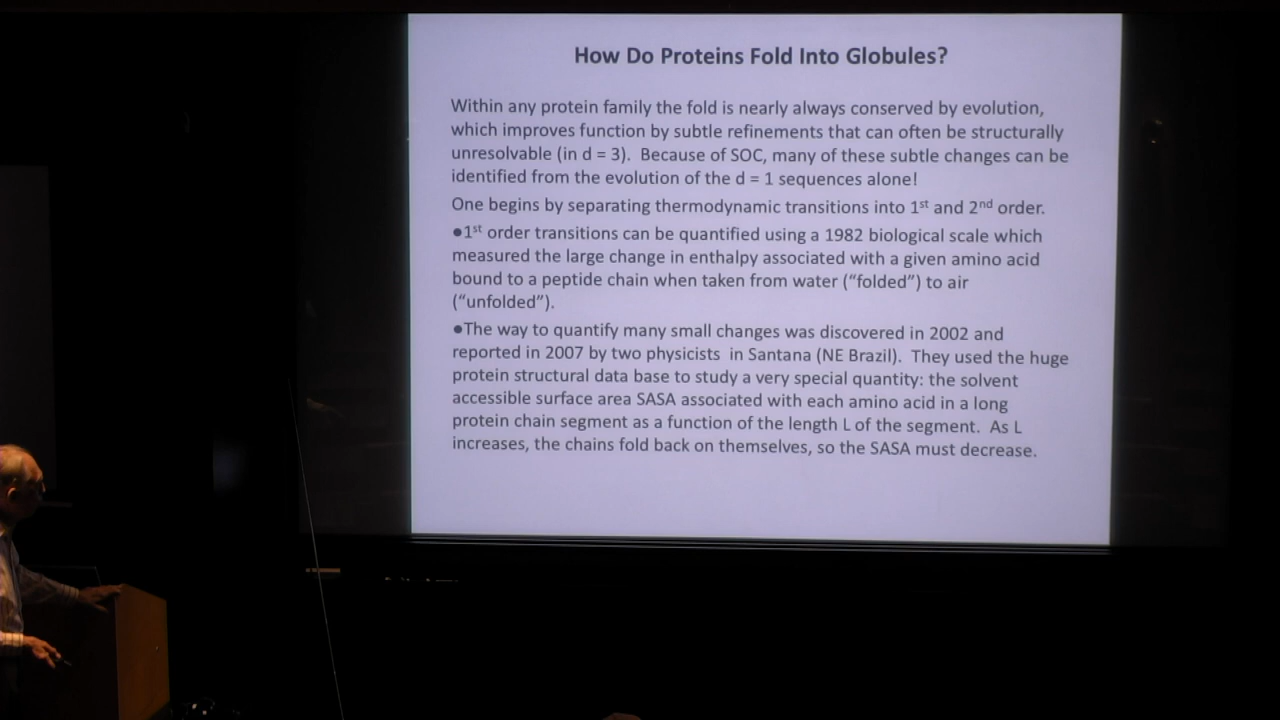 How Do Proteins Fold Into Globules?
Within any protein family the fold is nearly always conserved by evolution,
which improves function by subtle refinements that can often be structurally
unresolvable (in d = 3).  Because of SOC, many of these subtle changes can be
identified from the evolution of the d = 1 sequences alone!
One begins by separating thermodynamic transitions into 1st and 2nd order.
●1st order transitions can be quantified using a 1982 biological scale which
measured the large change in enthalpy associated with a given amino acid
bound to a peptide chain when taken from water (“folded”) to air
(“unfolded”).
●The way to quantify many small changes was discovered in 2002 and
reported in 2007 by two physicists  in Santana (NE Brazil).  They used the huge
protein structural data base to study a very special quantity: the solvent
accessible surface area SASA associated with each amino acid in a long
protein chain segment as a function of the length L of the segment.  As L
increases, the chains fold back on themselves, so the SASA must decrease.